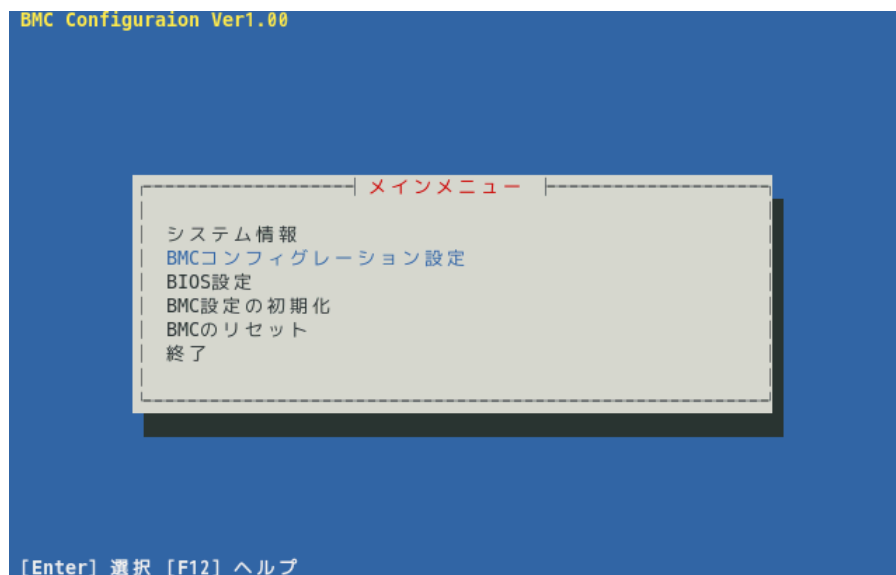 BMC Configuraion Ver1.00
メインメニュー
システム情報
BMCコンフィグレーション設定
BIOS設定
BMC設定の初期化
BMCのリセット
終了
[Enter] 選択 [F12] ヘルプ